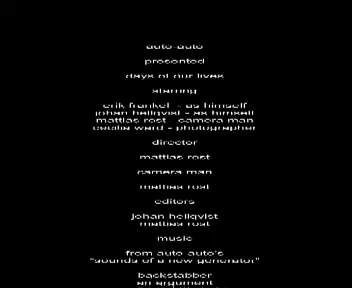 auto-auto
presented
days of our lives
starring
erik frankel - as himself
johan hellqvist - as himself
mattias rost - camera man
cecilia ward - photographer
director
mattias rost
camera man
mattias rost
editors
johan hellqvist
mattias rost
music
from auto-auto's
"sounds of a new generator"
backstabber
an argument